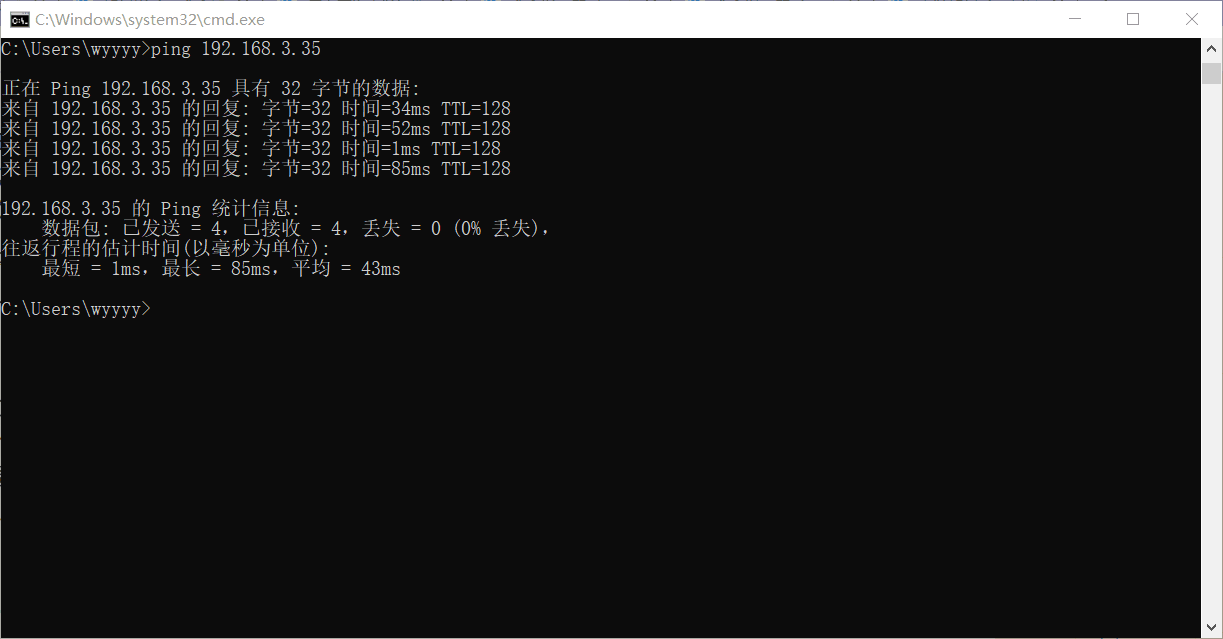 C:\Windows\system32\cmd.exe
C:\Users\wyyyy>ping 192.168.3.35
正在 Ping 192.168.3.35 具有 32 字节的数据:
来自 192.168.3.35 的回复: 字节=32 时间=34ms TTL=128
来自 192.168.3.35 的回复: 字节=32 时间=52ms TTL=128
来自 192.168.3.35 的回复: 字节=32 时间=1ms TTL=128
来自 192.168.3.35 的回复: 字节=32 时间=85ms TTL=128
192.168.3.35 的 Ping 统计信息:
数据包: 已发送 = 4，已接收 = 4，丢失 = 0 (0% 丢失)，
往返行程的估计时间(以毫秒为单位):
最短 = 1ms，最长 = 85ms，平均 = 43ms
C:\Users\wyyyy>